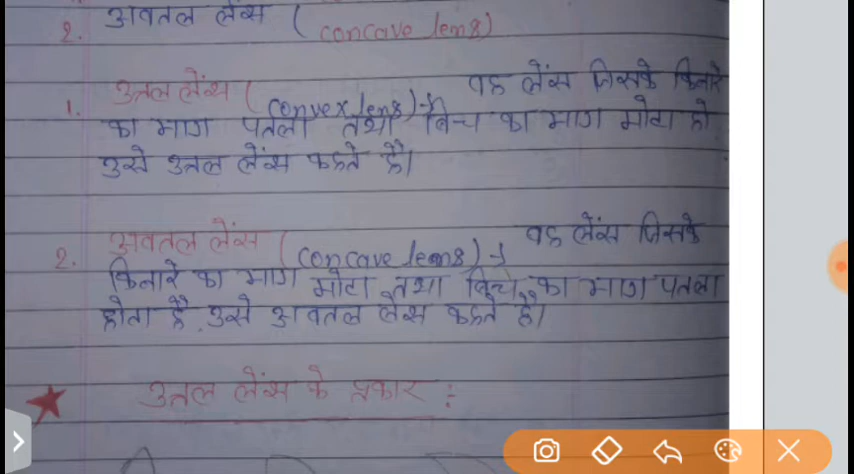 2. अवतल लेंस (concave lens)
1. उत्तल लेंस (convex lens)→ वह लेंस जिसके किनारे
का भाग पतला तथा बिच का भाग मोटा हो
उसे उत्तल लेंस कहते हैं।
2. अवतल लेंस (concave lens)→ वह लेंस जिसके
किनारे का भाग मोटा तथा बिच का भाग पतला
होता है उसे अवतल लेंस कहते हैं।
उत्तल लेंस के प्रकार :-